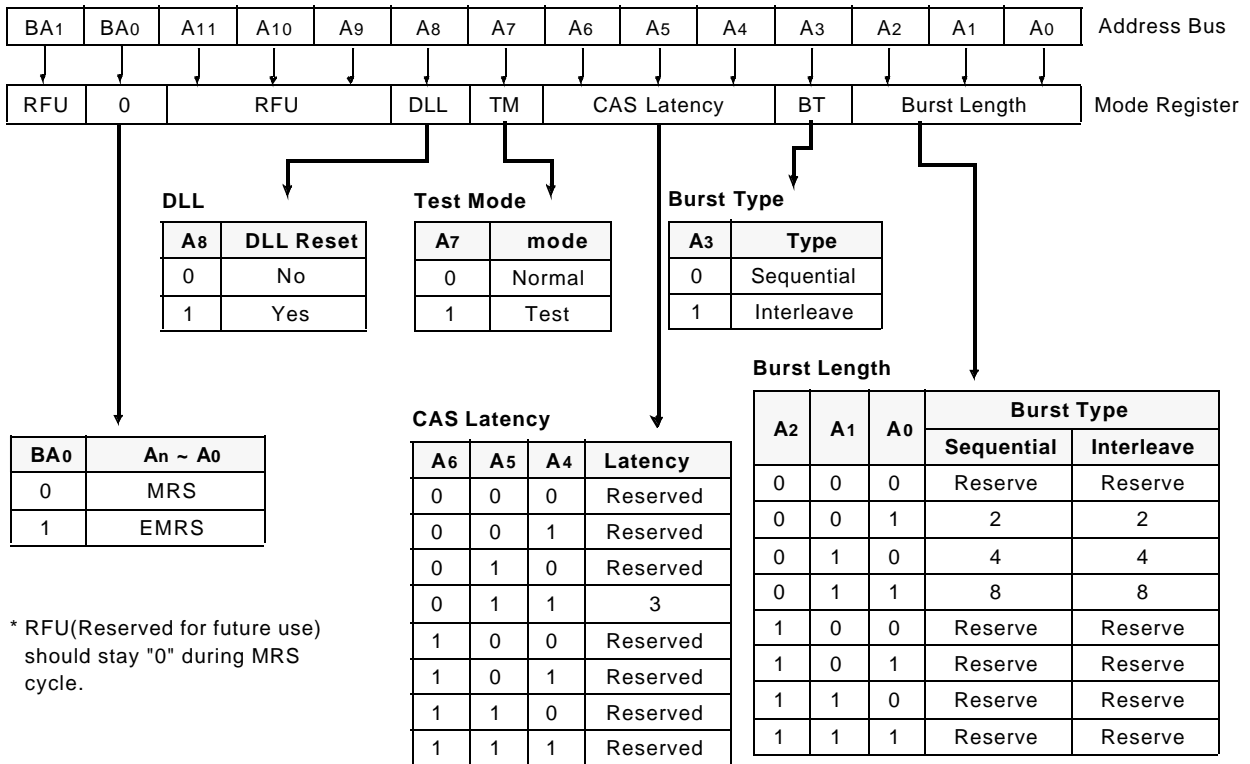 BA1 BA0 A11 A10 A9 A8 A7 A6 A5 A4 A3 A2 A1 A0 Address Bus
RFU 0 RFU DLL TM CAS Latency BT Burst Length Mode Register
DLL
A8 DLL Reset
0 No
1 Yes
Test Mode
A7 mode
0 Normal
1 Test
Burst Type
A3 Type
0 Sequential
1 Interleave
BA0 An ~ A0
0 MRS
1 EMRS
* RFU(Reserved for future use)
should stay "0" during MRS
cycle.
CAS Latency
A6 A5 A4 Latency
0 0 0 Reserved
0 0 1 Reserved
0 1 0 Reserved
0 1 1 3
1 0 0 Reserved
1 0 1 Reserved
1 1 0 Reserved
1 1 1 Reserved
Burst Length
A2 A1 A0 Burst Type
Sequential Interleave
0 0 0 Reserve Reserve
0 0 1 2 2
0 1 0 4 4
0 1 1 8 8
1 0 0 Reserve Reserve
1 0 1 Reserve Reserve
1 1 0 Reserve Reserve
1 1 1 Reserve Reserve